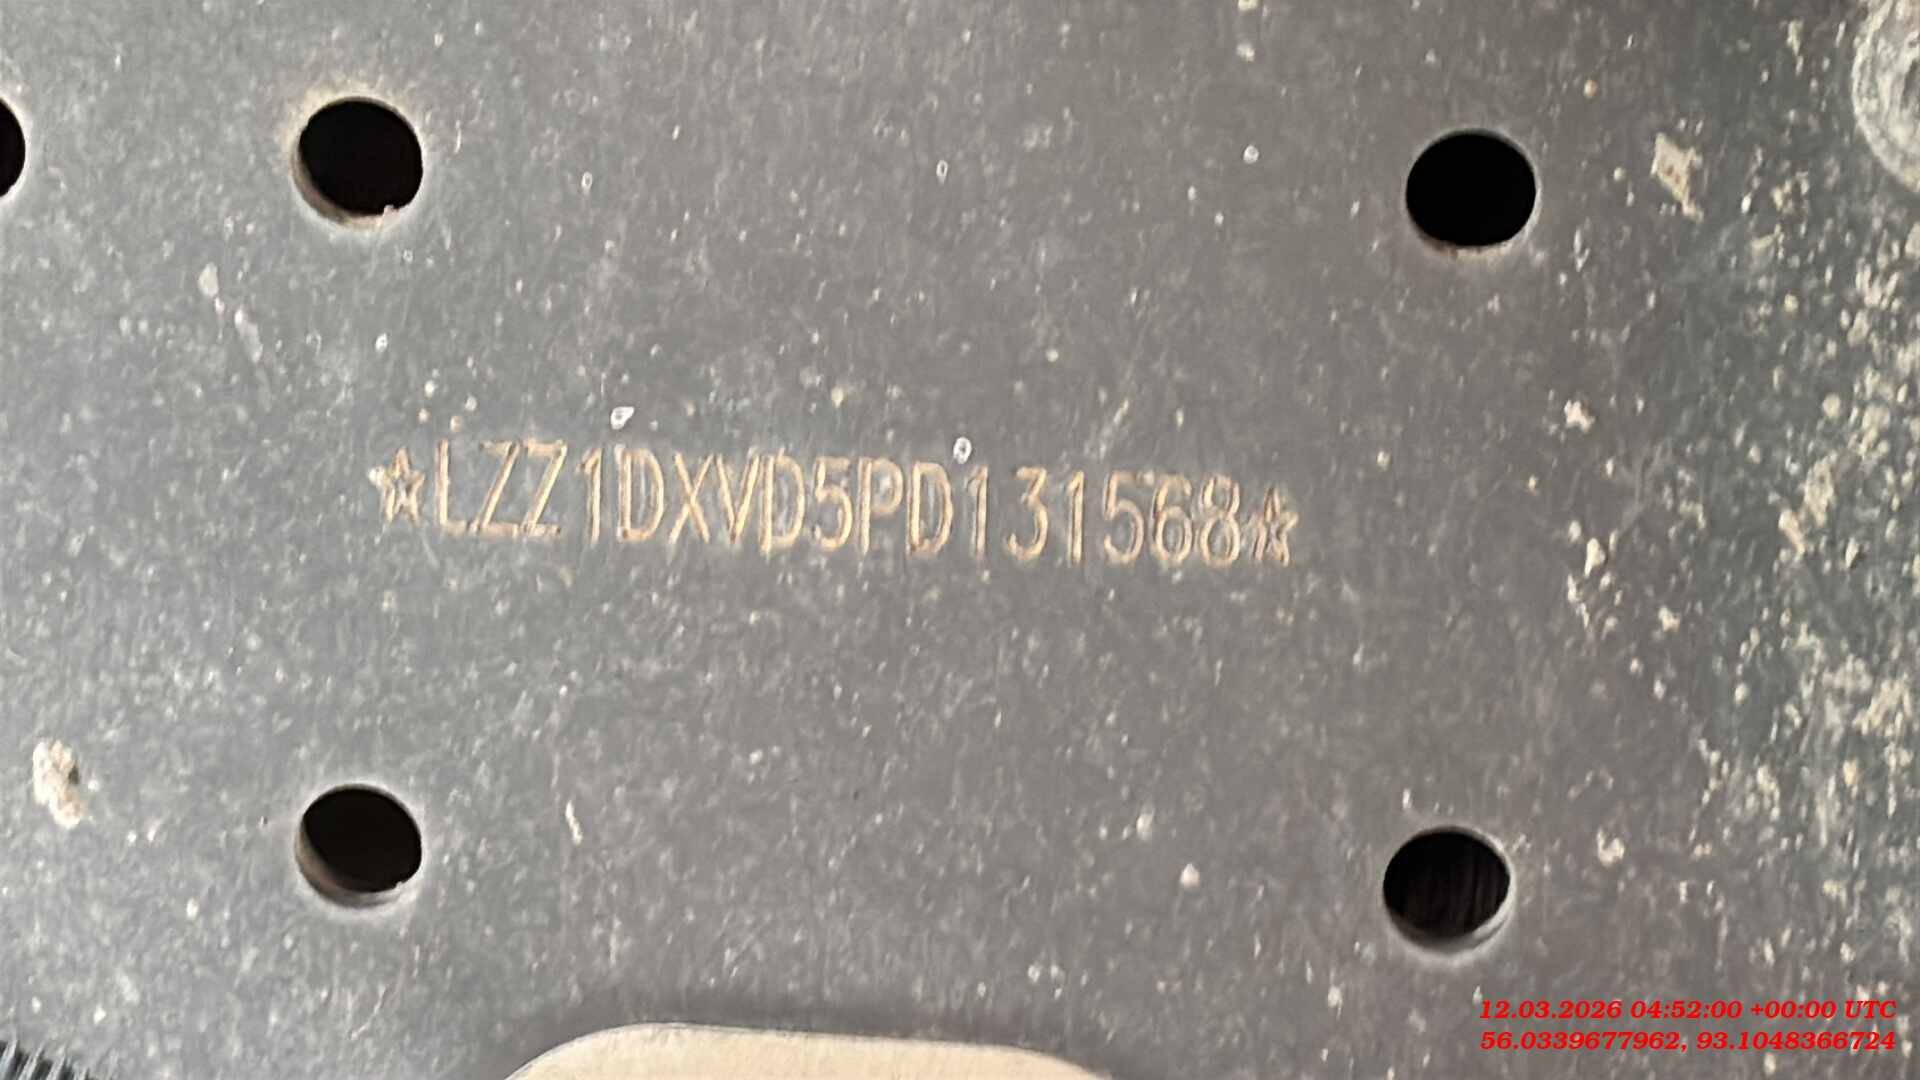 ☆LZZ1DXVD5PD131568☆
12.03.2026 04:52:00 +00:00 UTC
56.0339677962, 93.1048366724